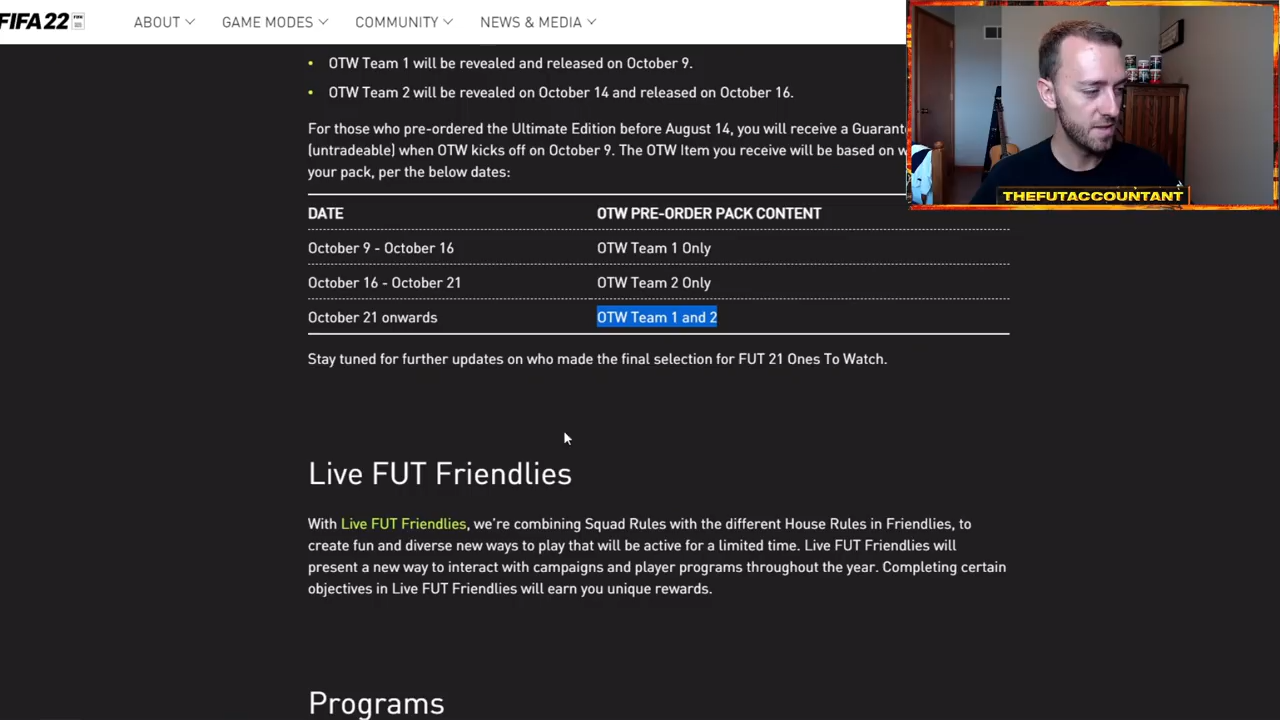 FIFA 22
ABOUT GAME MODES COMMUNITY NEWS & MEDIA
• OTW Team 1 will be revealed and released on October 9.
• OTW Team 2 will be revealed on October 14 and released on October 16.
For those who pre-ordered the Ultimate Edition before August 14, you will receive a
(untradeable) when OTW kicks off on October 9. The OTW Item you receive will be based on
your pack, per the below dates:
DATE OTW PRE-ORDER PACK CONTENT
October 9 - October 16 OTW Team 1 Only
October 16 - October 21 OTW Team 2 Only
October 21 onwards OTW Team 1 and 2
Stay tuned for further updates on who made the final selection for FUT 21 Ones To Watch.
Live FUT Friendlies
With Live FUT Friendlies, we're combining Squad Rules with the different House Rules in Friendlies, to
create fun and diverse new ways to play that will be active for a limited time. Live FUT Friendlies will
present a new way to interact with campaigns and player programs throughout the year. Completing certain
objectives in Live FUT Friendlies will earn you unique rewards.
Programs
THEFUTACCOUNTANT